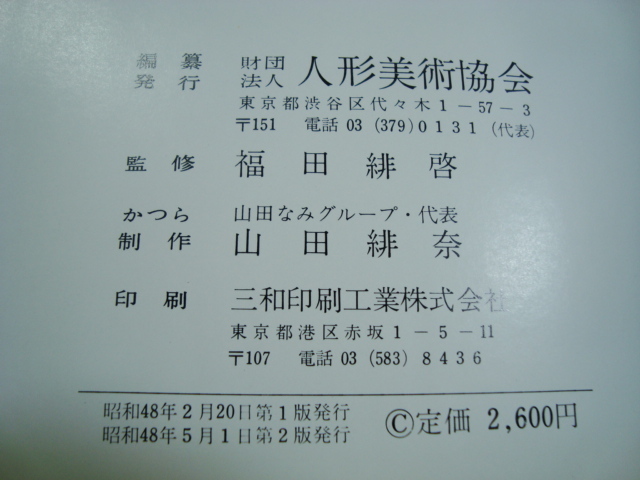 編纂 財団 人形美術協会
発行 法人
東京都渋谷区代々木1-57-3
〒151 電話 03 (379) 0131 (代表)
監修 福田緋啓
かつら 山田なみグループ・代表
制作 山田緋奈
印刷 三和印刷工業株式会社
東京都港区赤坂1-5-11
〒107 電話 03 (583) 8436
昭和48年2月20日第1版発行
昭和48年5月1日第2版発行
©定価 2,600円